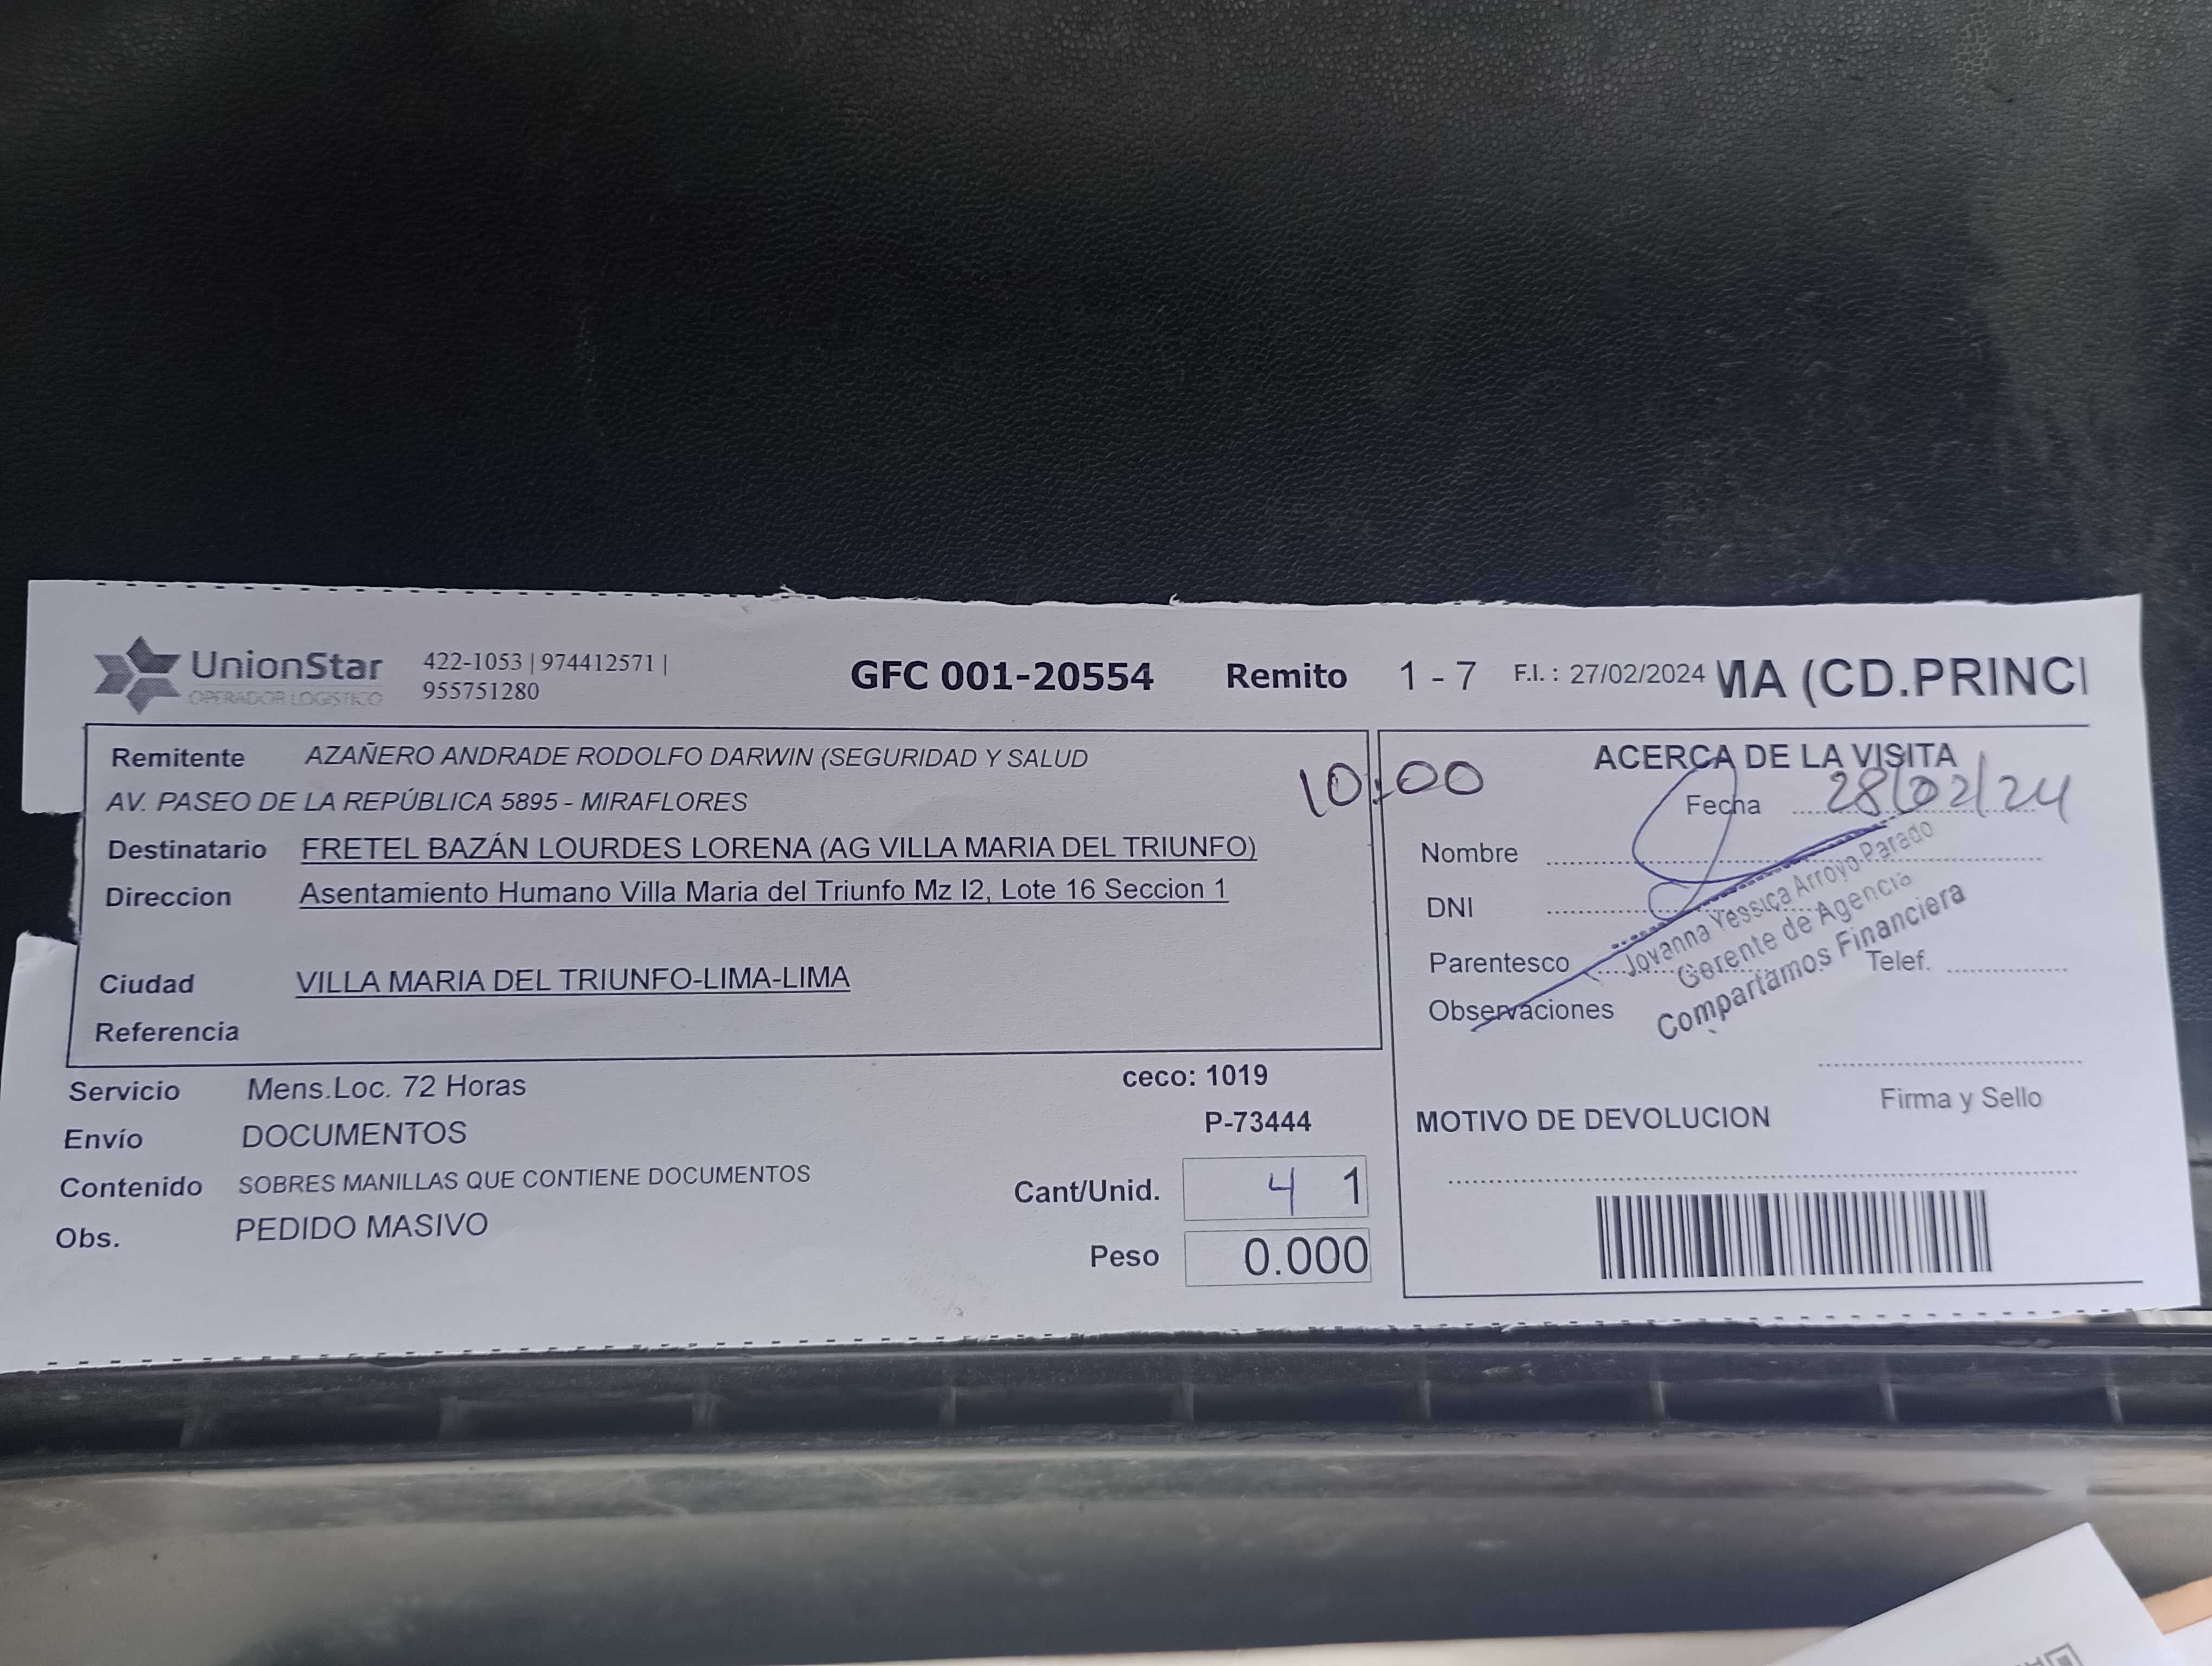 UnionStar
OPERADOR LOGÍSTICO
422-1053 | 974412571 |
955751280
GFC 001-20554 Remito 1 - 7 F.I. : 27/02/2024 MA (CD.PRINCI
Remitente AZAÑERO ANDRADE RODOLFO DARWIN (SEGURIDAD Y SALUD
AV. PASEO DE LA REPÚBLICA 5895 - MIRAFLORES
Destinatario FRETEL BAZÁN LOURDES LORENA (AG VILLA MARIA DEL TRIUNFO)
Direccion Asentamiento Humano Villa Maria del Triunfo Mz I2, Lote 16 Seccion 1
Ciudad VILLA MARIA DEL TRIUNFO-LIMA-LIMA
Referencia
10:00
ACERCA DE LA VISITA
Fecha 28/02/24
Nombre
DNI
Parentesco
Telef.
Observaciones
Jovanna Yessica Arroyo Parado
Gerente de Agencia
Compartamos Financiera
Firma y Sello
MOTIVO DE DEVOLUCION
Servicio Mens.Loc. 72 Horas
ceco: 1019
Envío DOCUMENTOS
P-73444
Contenido SOBRES MANILLAS QUE CONTIENE DOCUMENTOS
Cant/Unid. 4 1
Obs. PEDIDO MASIVO
Peso 0.000